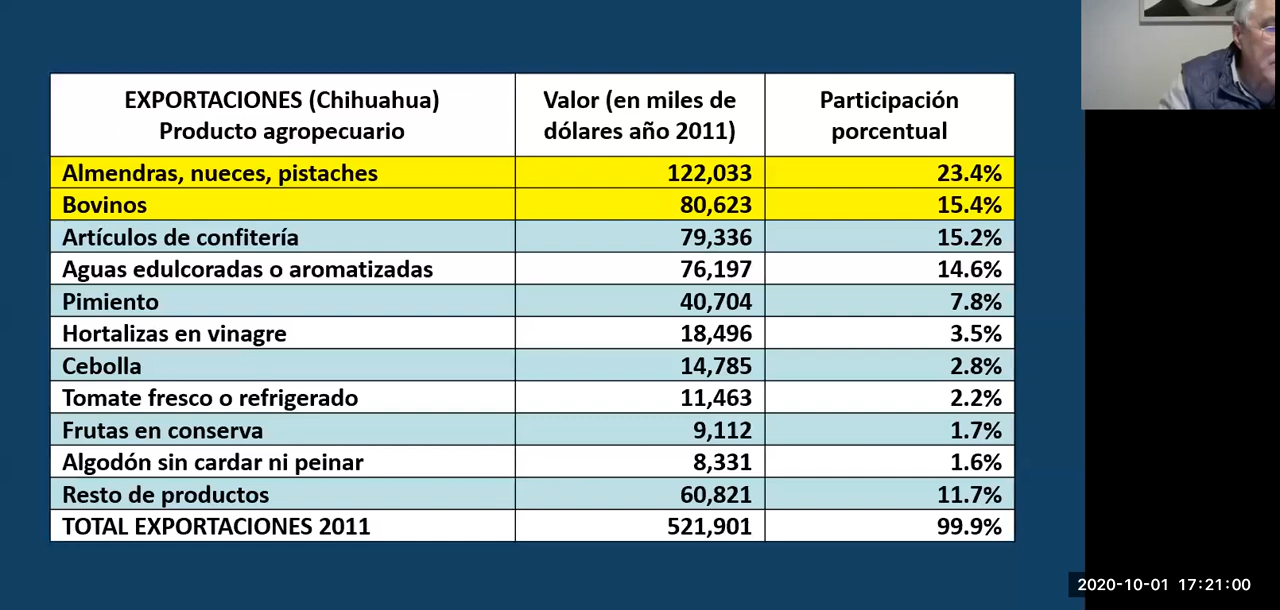 EXPORTACIONES (Chihuahua) Valor (en miles de Participación
Producto agropecuario dólares año 2011) porcentual
Almendras, nueces, pistaches 122,033 23.4%
Bovinos 80,623 15.4%
Artículos de confitería 79,336 15.2%
Aguas edulcoradas o aromatizadas 76,197 14.6%
Pimiento 40,704 7.8%
Hortalizas en vinagre 18,496 3.5%
Cebolla 14,785 2.8%
Tomate fresco o refrigerado 11,463 2.2%
Frutas en conserva 9,112 1.7%
Algodón sin cardar ni peinar 8,331 1.6%
Resto de productos 60,821 11.7%
TOTAL EXPORTACIONES 2011 521,901 99.9%
2020-10-01 17:21:00